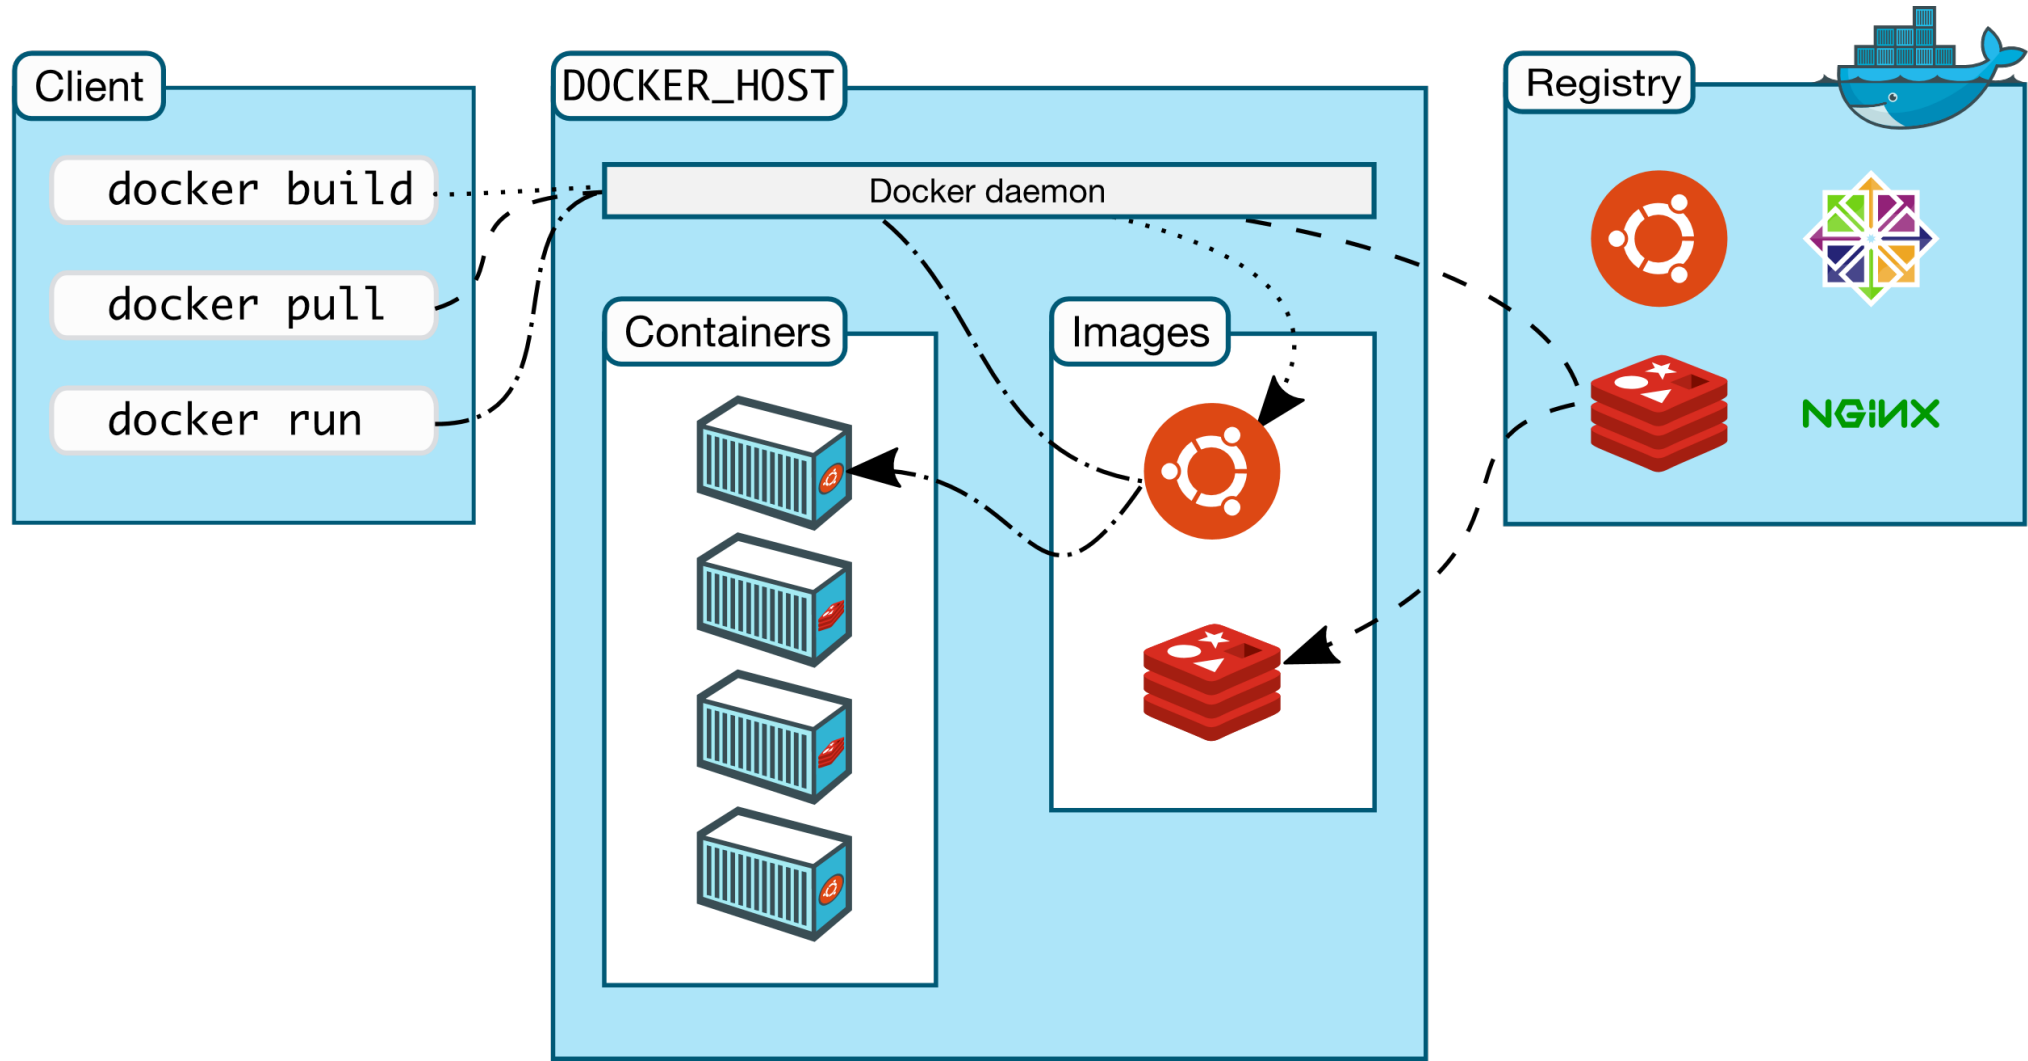 Client
docker build
docker pull
docker run
DOCKER_HOST
Docker daemon
Containers
Images
Registry
NGiNX